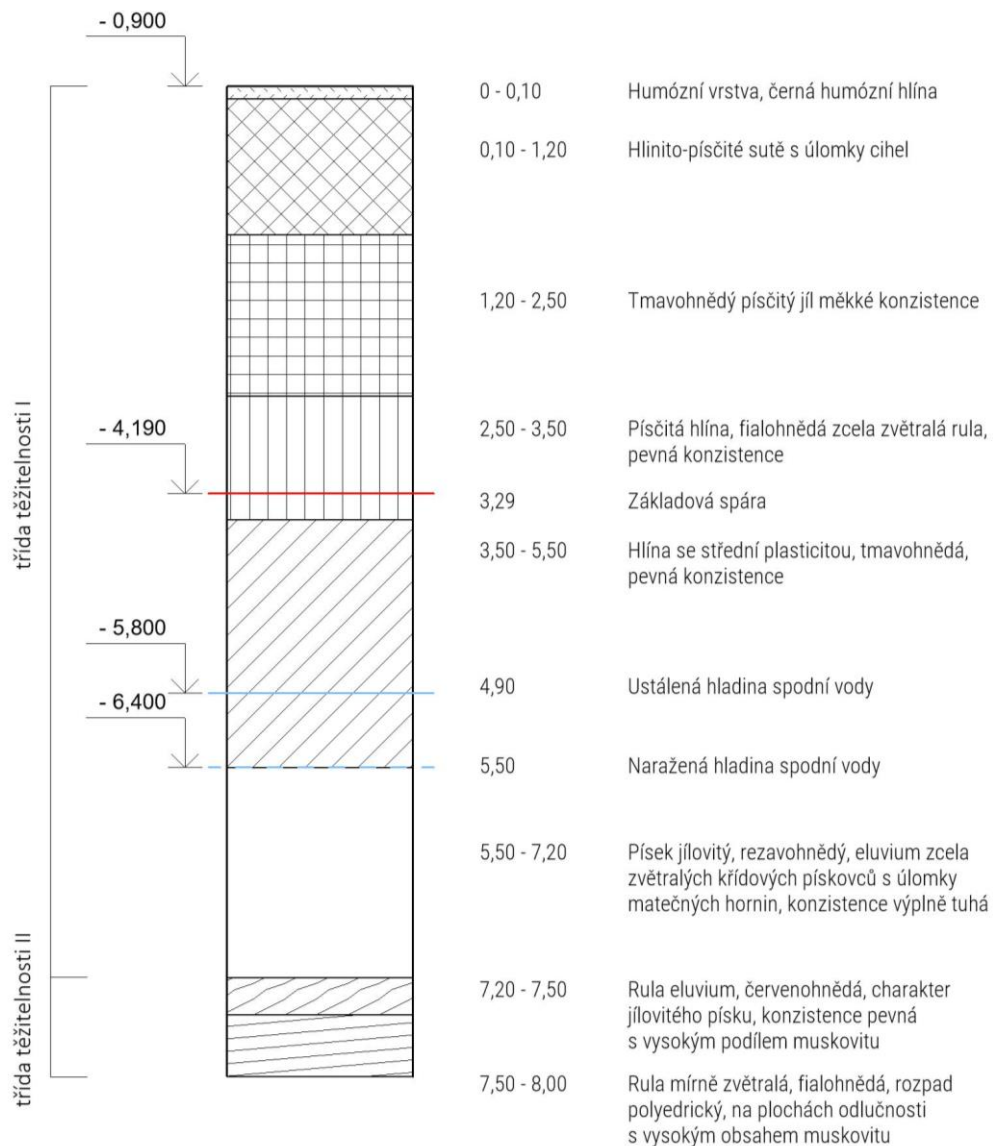 - 0,900
0 - 0,10 Humózní vrstva, černá humózní hlína
0,10 - 1,20 Hlinito-písčité sutě s úlomky cihel
1,20 - 2,50 Tmavohnědý písčitý jíl měkké konzistence
třída těžitelnosti I
- 4,190
2,50 - 3,50 Písčitá hlína, fialohnědá zcela zvětralá rula,
pevná konzistence
3,29 Základová spára
3,50 - 5,50 Hlína se střední plasticitou, tmavohnědá,
pevná konzistence
- 5,800
4,90 Ustálená hladina spodní vody
- 6,400
5,50 Naražená hladina spodní vody
5,50 - 7,20 Písek jílovitý, rezavohnědý, eluvium zcela
zvětralých křídových pískovců s úlomky
matečných hornin, konzistence výplně tuhá
třída těžitelnosti II
7,20 - 7,50 Rula eluvium, červenohnědá, charakter
jílovitého písku, konzistence pevná
s vysokým podílem muskovitu
7,50 - 8,00 Rula mírně zvětralá, fialohnědá, rozpad
polyedrický, na plochách odlučnosti
s vysokým obsahem muskovitu